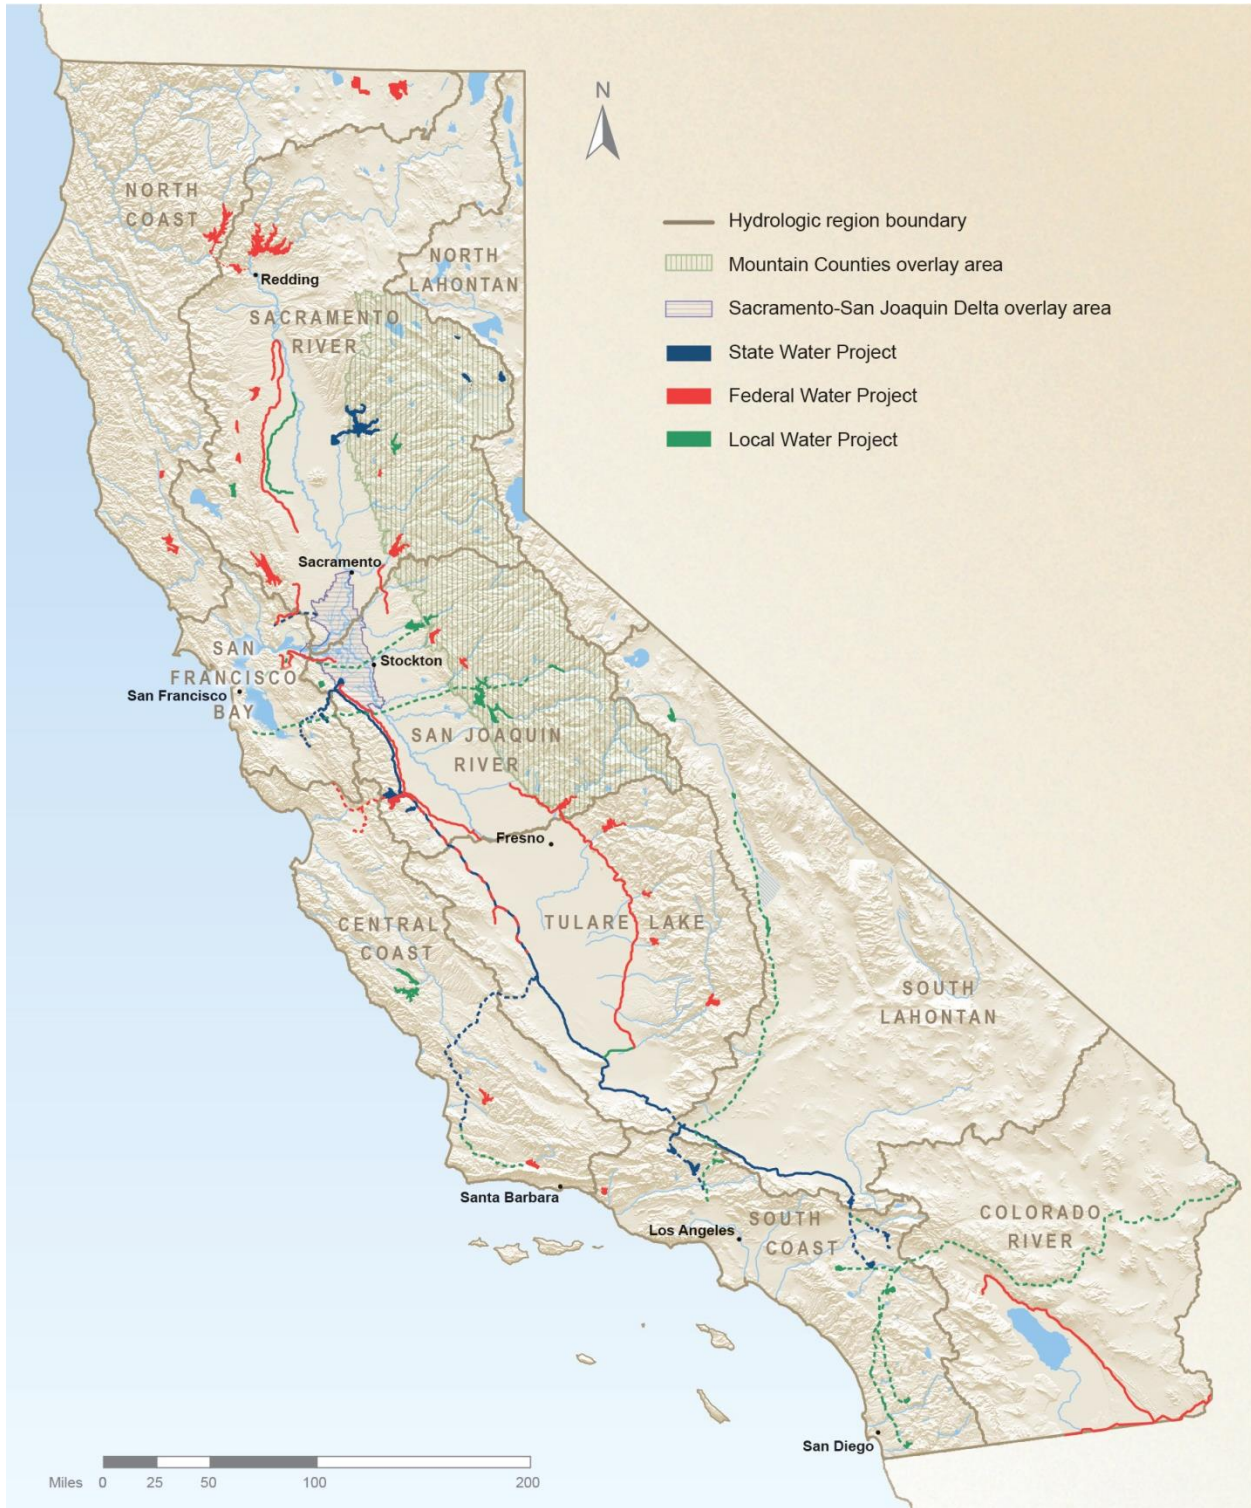 N
Hydrologic region boundary
Mountain Counties overlay area
Sacramento-San Joaquin Delta overlay area
State Water Project
Federal Water Project
Local Water Project
NORTH
COAST
NORTH
LAHONTAN
Redding
SACRAMENTO
RIVER
Sacramento
SAN
FRANCISCO
BAY
Stockton
San Francisco
SAN JOAQUIN
RIVER
Fresno
CENTRAL
COAST
TULARE LAKE
SOUTH
LAHONTAN
Santa Barbara
Los Angeles
SOUTH
COAST
COLORADO
RIVER
San Diego
Miles 0 25 50 100 200